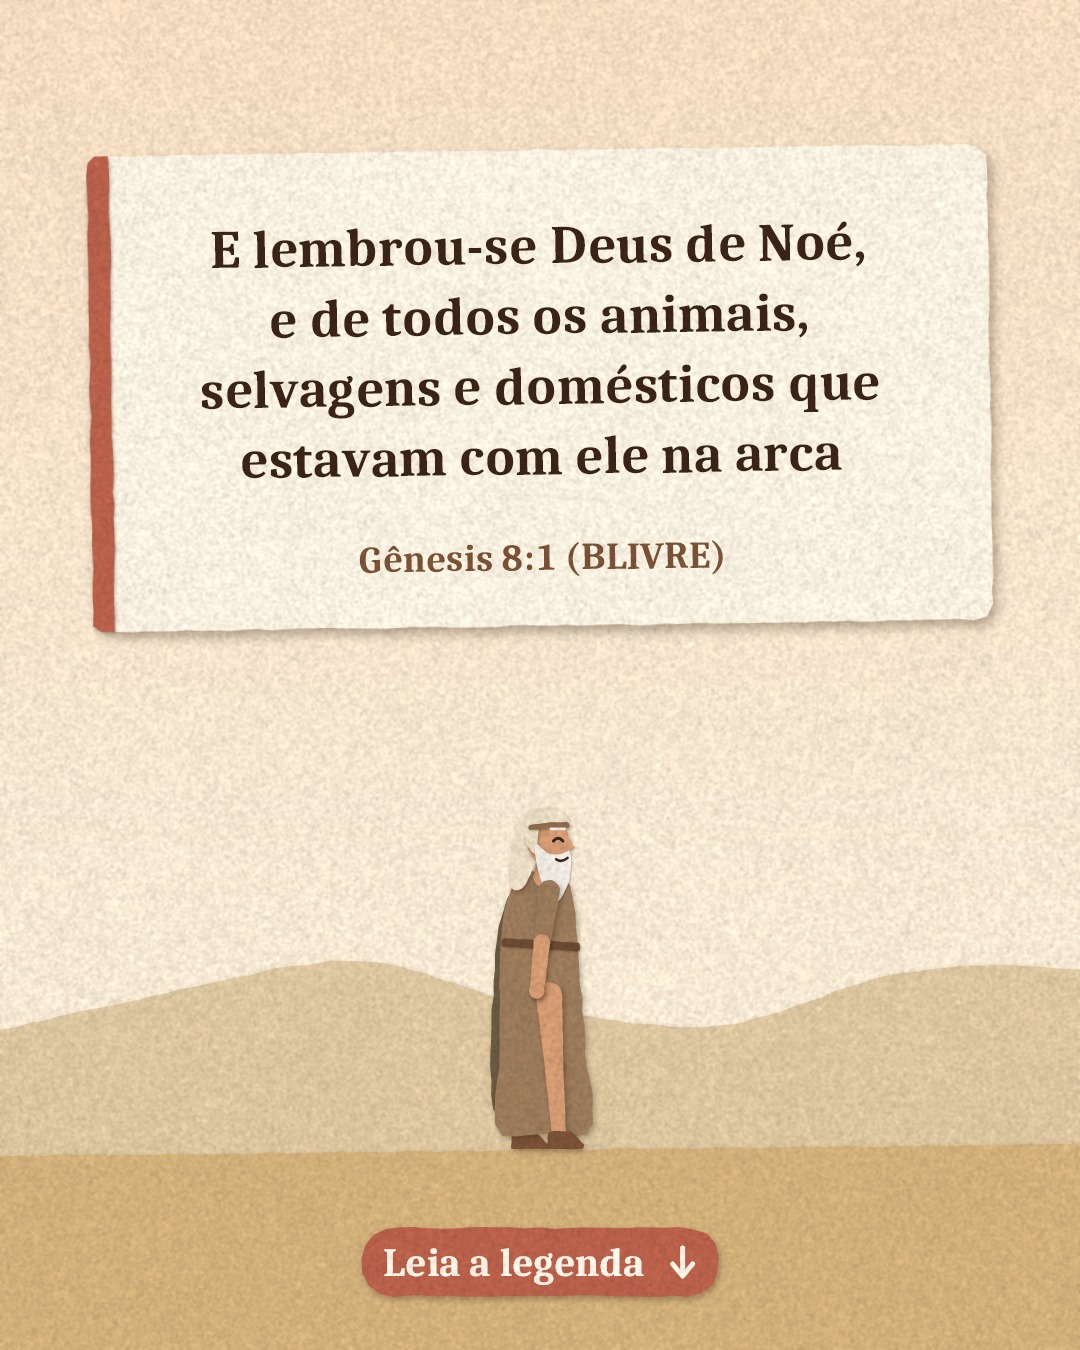 E lembrou-se Deus de Noé,
e de todos os animais,
selvagens e domésticos que
estavam com ele na arca
Gênesis 8:1 (BLIVRE)
Leia a legenda ↓